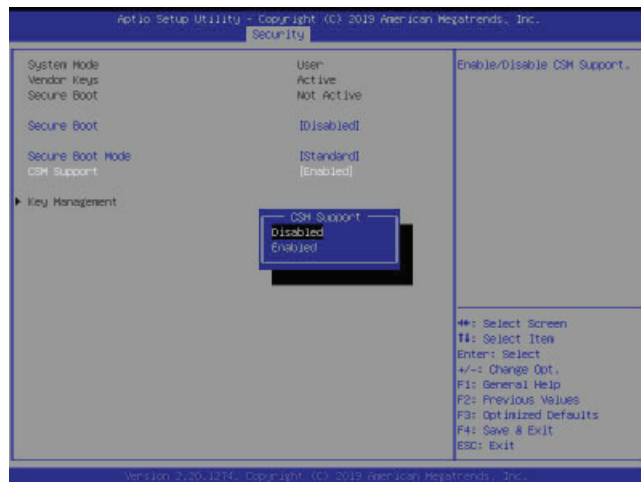 Aptio Setup Utility - Copyright (C) 2019 American Megatrends, Inc.
Security
System Mode User
Vendor Keys Active
Secure Boot Not Active
Secure Boot [Disabled]
Secure Boot Mode [Standard]
CSM Support [Enabled]
Key Management
CSM Support
Disabled
Enabled
Enable/Disable CSM Support.
→←: Select Screen
↑↓: Select Item
Enter: Select
+/-: Change Opt.
F1: General Help
F2: Previous Values
F3: Optimized Defaults
F4: Save & Exit
ESC: Exit
Version 2.20.1274. Copyright (C) 2019 American Megatrends, Inc.